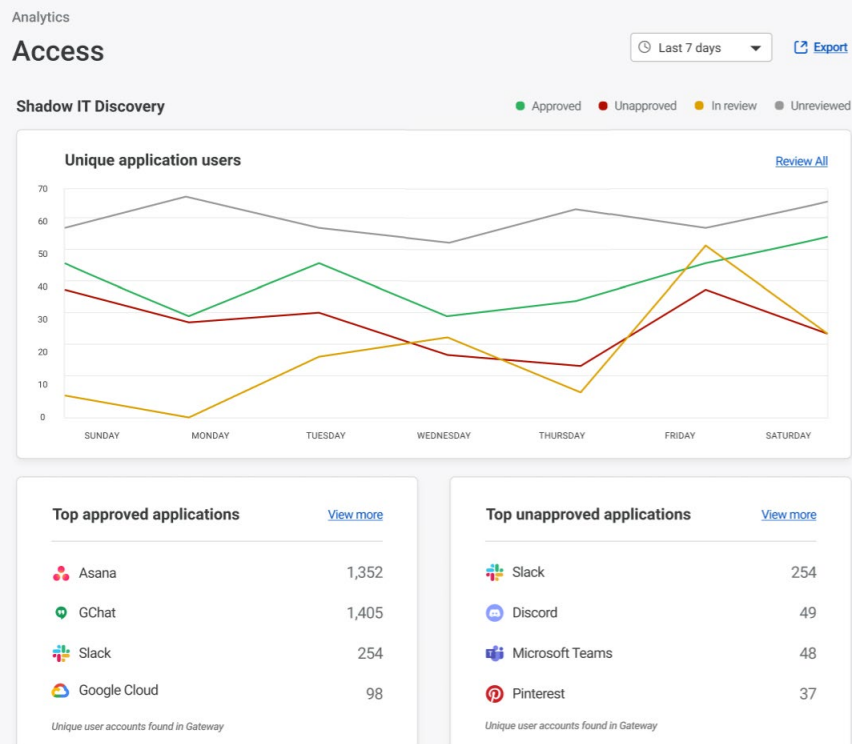 Analytics
Access
Last 7 days
Export
Shadow IT Discovery
Approved
Unapproved
In review
Unreviewed
Unique application users
Review All
70
60
50
40
30
20
10
0
SUNDAY
MONDAY
TUESDAY
WEDNESDAY
THURSDAY
FRIDAY
SATURDAY
Top approved applications
View more
Asana
1,352
GChat
1,405
Slack
254
Google Cloud
98
Unique user accounts found in Gateway
Top unapproved applications
View more
Slack
254
Discord
49
Microsoft Teams
48
Pinterest
37
Unique user accounts found in Gateway